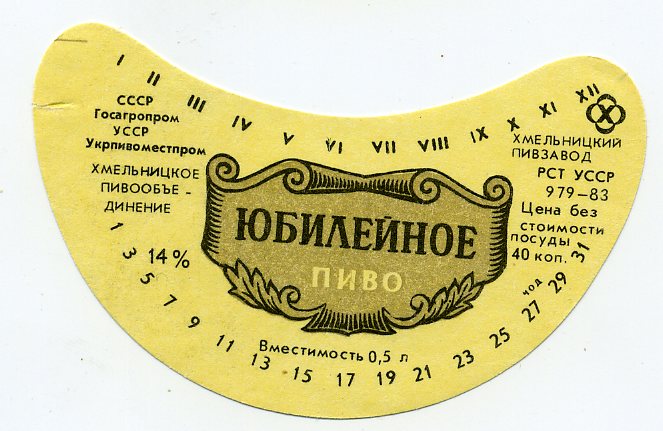 I II III IV V VI VII VIII IX X XI XII
СССР
Госагропром
УССР
Укрпивоместпром
ХМЕЛЬНИЦКОЕ
ПИВООБЪЕ-
ДИНЕНИЕ
14%
ЮБИЛЕЙНОЕ
ПИВО
ХМЕЛЬНИЦКИЙ
ПИВЗАВОД
РСТ УССР
979-83
Цена без
стоимости
посуды
40 коп.
Вместимость 0,5 л
1 3 5 7 9 11 13 15 17 19 21 23 25 27 29 31